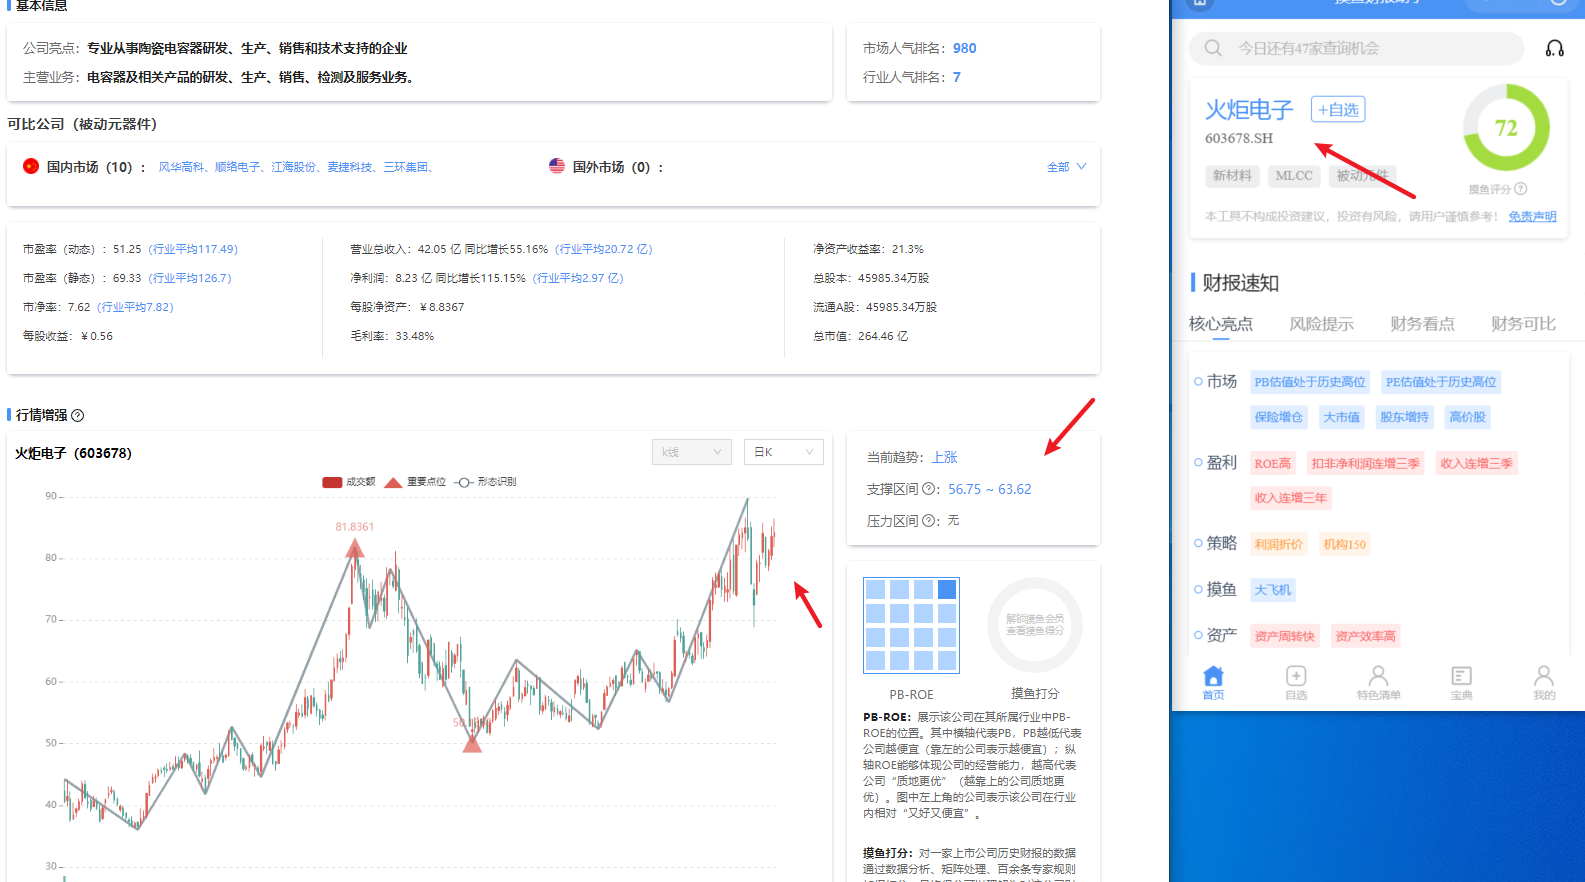 基本信息
公司亮点：专业从事陶瓷电容器研发、生产、销售和技术支持的企业
主营业务：电容器及相关产品的研发、生产、销售、检测及服务业务。
市场人气排名：980
行业人气排名：7
可比公司（被动元器件）
国内市场（10）： 风华高科、顺络电子、江海股份、麦捷科技、三环集团、
国外市场（0）：
全部
市盈率（动态）：51.25 (行业平均117.49)
市盈率（静态）：69.33 (行业平均126.7)
市净率：7.62 (行业平均7.82)
每股收益：￥0.56
营业总收入：42.05 亿 同比增长55.16% (行业平均20.72 亿)
净利润：8.23 亿 同比增长115.15% (行业平均2.97 亿)
每股净资产：￥8.8367
毛利率：33.48%
净资产收益率：21.3%
总股本：45985.34万股
流通A股：45985.34万股
总市值：264.46 亿
行情增强
火炬电子（603678）
k线
日K
成交额 重要点位 形态识别
90
80
70
60
50
40
30
81.8361
当前趋势：上涨
支撑区间：56.75 ~ 63.62
压力区间：无
解锁摸鱼会员
查看摸鱼得分
PB-ROE
摸鱼打分
PB-ROE：展示该公司在其所属行业中PB-
ROE的位置。其中横轴代表PB，PB越低代表
公司越便宜（靠左的公司表示越便宜）；纵
轴ROE能够体现公司的经营能力，越高代表
公司“质地更优”（越靠上的公司质地更
优）。图中左上角的公司表示该公司在行业
内相对“又好又便宜”。
摸鱼打分：对一家上市公司历史财报的数据
通过数据分析、矩阵处理、百余条专家规则
今日还有47家查询机会
火炬电子
+自选
603678.SH
72
新材料 MLCC 被动元件
摸鱼评分
本工具不构成投资建议，投资有风险，请用户谨慎参考！ 免责声明
财报速知
核心亮点 风险提示 财务看点 财务可比
市场 PB估值处于历史高位 PE估值处于历史高位
保险增仓 大市值 股东增持 高价股
盈利 ROE高 扣非净利润连增三季 收入连增三季
收入连增三年
策略 利润折价 机构150
摸鱼 大飞机
资产 资产周转快 资产效率高
首页 自选 特色清单 宝典 我的